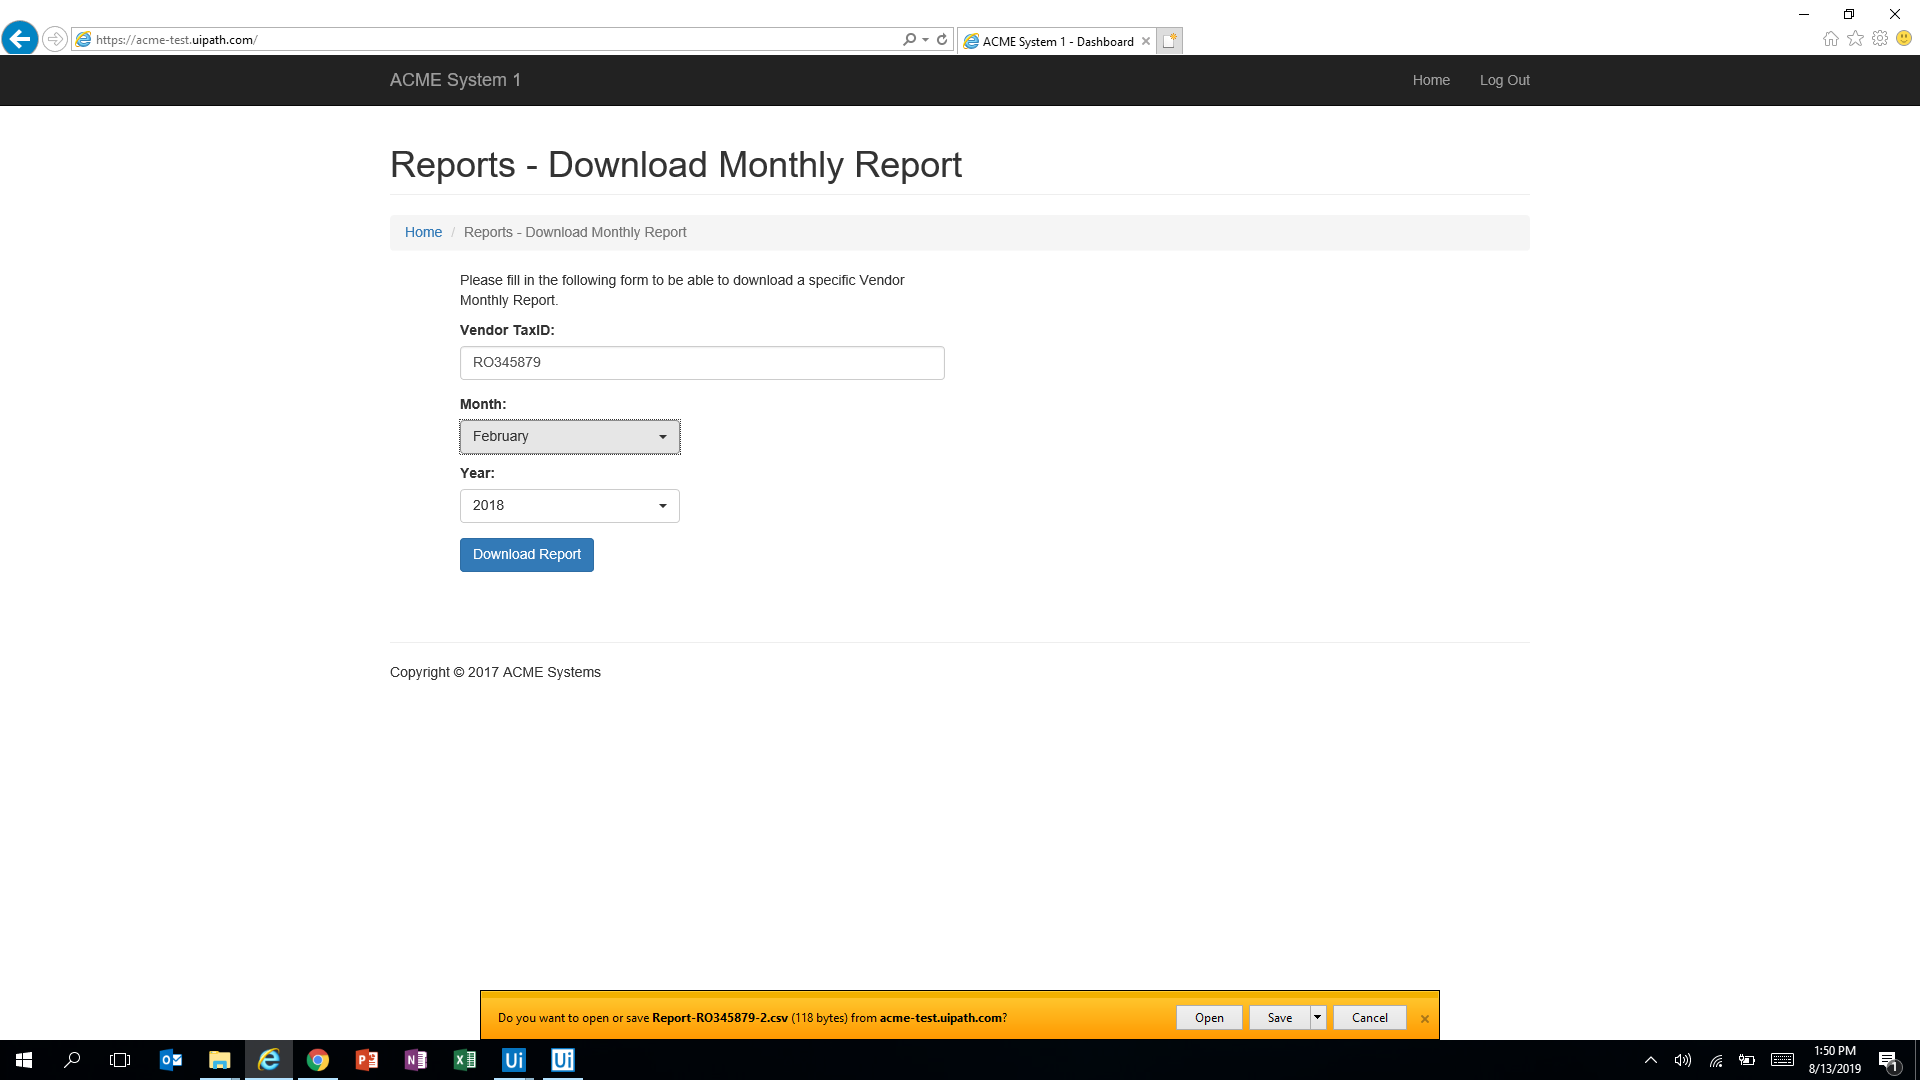 https://acme-test.uipath.com/
ACME System 1 - Dashboard
ACME System 1
Home
Log Out
Reports - Download Monthly Report
Home / Reports - Download Monthly Report
Please fill in the following form to be able to download a specific Vendor
Monthly Report.
Vendor TaxID:
RO345879
Month:
February
Year:
2018
Download Report
Copyright © 2017 ACME Systems
Do you want to open or save Report-RO345879-2.csv (118 bytes) from acme-test.uipath.com?
Open
Save
Cancel
Ui
Ui
1:50 PM
8/13/2019
1